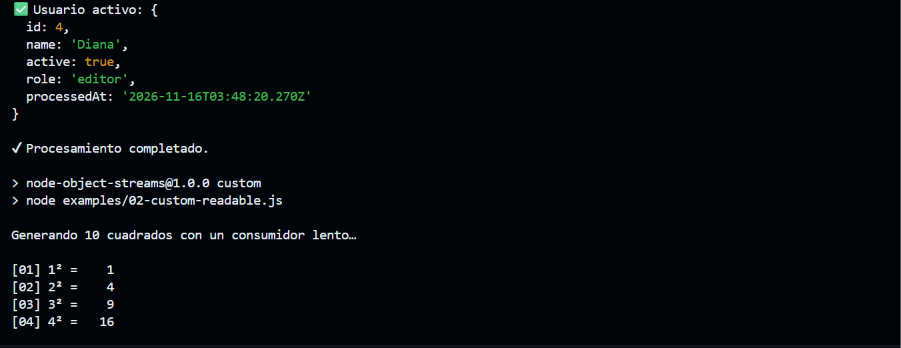 ✅ Usuario activo: {
  id: 4,
  name: 'Diana',
  active: true,
  role: 'editor',
  processedAt: '2026-11-16T03:48:20.270Z'
}
✔ Procesamiento completado.
> node-object-streams@1.0.0 custom
> node examples/02-custom-readable.js
Generando 10 cuadrados con un consumidor lento…
[01] 1² =    1
[02] 2² =    4
[03] 3² =    9
[04] 4² =   16